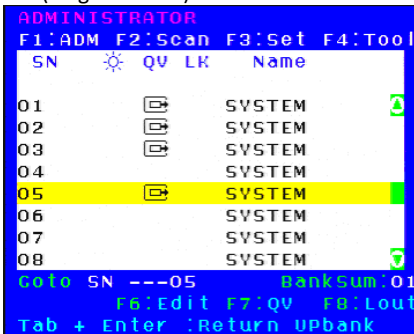 ADMINISTRATOR
F1:ADM F2:Scan F3:Set F4:Tool
SN QV LK Name
01 SYSTEM
02 SYSTEM
03 SYSTEM
04 SYSTEM
05 SYSTEM
06 SYSTEM
07 SYSTEM
08 SYSTEM
Goto SN ---05 BankSum:01
F6:Edit F7:QV F8:Lout
Tab + Enter :Return UPbank